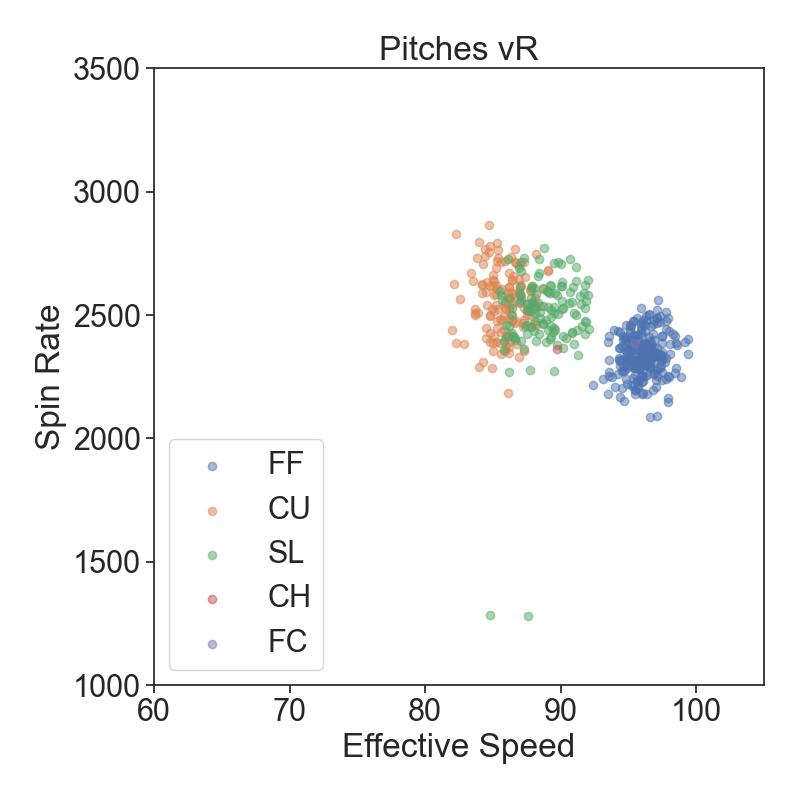 Pitches vR
3500
3000
2500
2000
1500
1000
Spin Rate
FF
CU
SL
CH
FC
60 70 80 90 100
Effective Speed